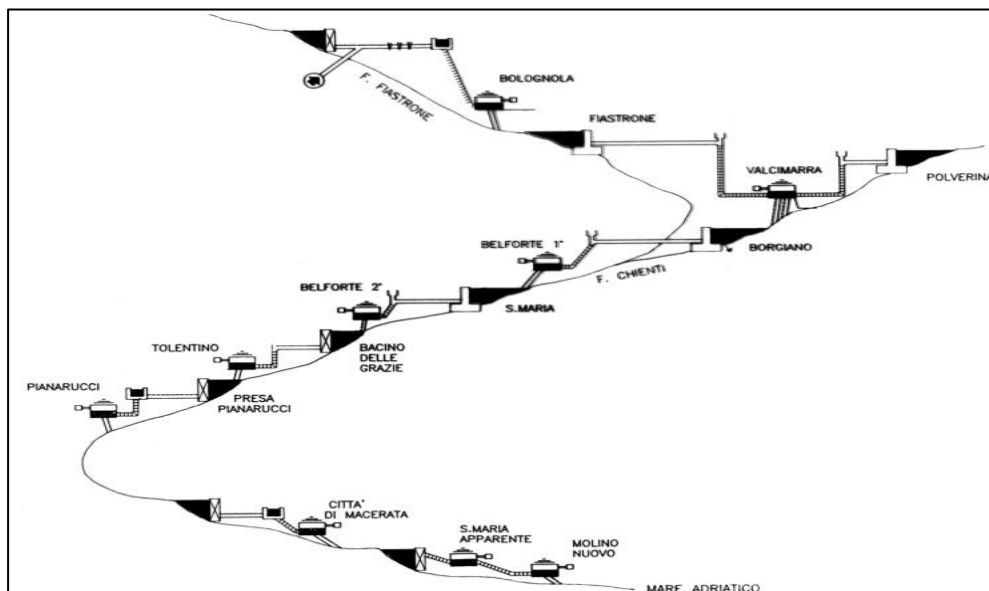 BOLOGNOLA
F. FIASTRONE
FIASTRONE
VALCIMARRA
POLVERINA
BORGIANO
BELFORTE 1°
F. CHIENTI
BELFORTE 2°
S.MARIA
TOLENTINO
BACINO
DELLE
GRAZIE
PIANARUCCI
PRESA
PIANARUCCI
CITTA'
DI MACERATA
S.MARIA
APPARENTE
MOLINO
NUOVO
MARE ADRIATICO